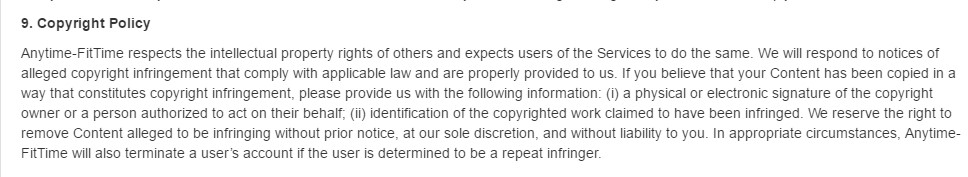 9. Copyright Policy
Anytime-FitTime respects the intellectual property rights of others and expects users of the Services to do the same. We will respond to notices of
alleged copyright infringement that comply with applicable law and are properly provided to us. If you believe that your Content has been copied in a
way that constitutes copyright infringement, please provide us with the following information: (i) a physical or electronic signature of the copyright
owner or a person authorized to act on their behalf; (ii) identification of the copyrighted work claimed to have been infringed. We reserve the right to
remove Content alleged to be infringing without prior notice, at our sole discretion, and without liability to you. In appropriate circumstances, Anytime-
FitTime will also terminate a user's account if the user is determined to be a repeat infringer.